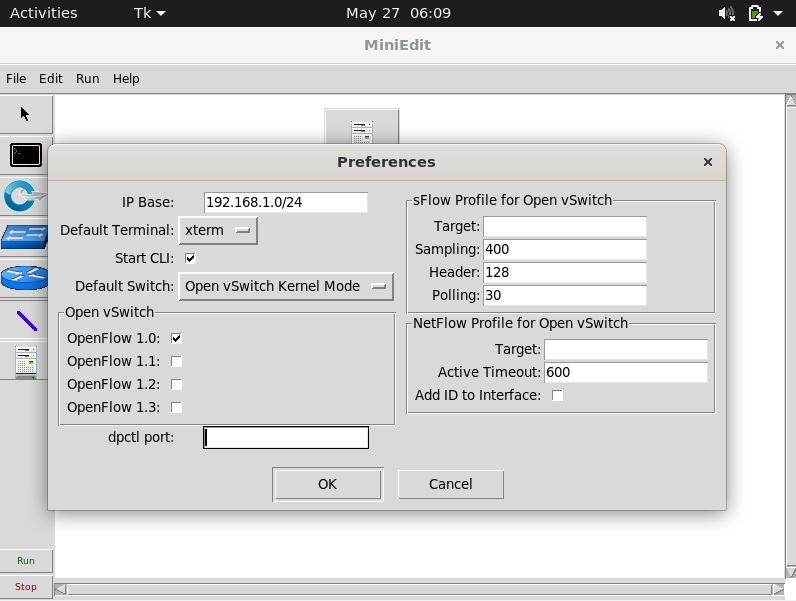 Activities Tk May 27 06:09
MiniEdit
File Edit Run Help
Preferences
IP Base: 192.168.1.0/24
Default Terminal: xterm
Start CLI:
Default Switch: Open vSwitch Kernel Mode
Open vSwitch
OpenFlow 1.0:
OpenFlow 1.1:
OpenFlow 1.2:
OpenFlow 1.3:
dpctl port:
sFlow Profile for Open vSwitch
Target:
Sampling: 400
Header: 128
Polling: 30
NetFlow Profile for Open vSwitch
Target:
Active Timeout: 600
Add ID to Interface:
OK Cancel
Run
Stop